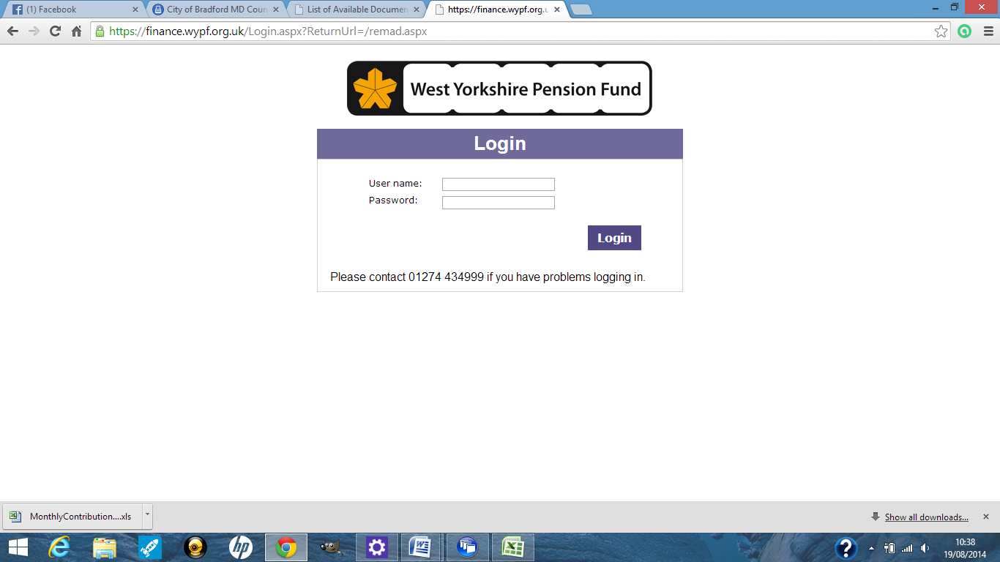 (1) Facebook
City of Bradford MD Coun
List of Available Documen
https://finance.wypf.org.u
https://finance.wypf.org.uk/Login.aspx?ReturnUrl=/remad.aspx
West Yorkshire Pension Fund
Login
User name:
Password:
Login
Please contact 01274 434999 if you have problems logging in.
MonthlyContribution....xls
Show all downloads...
hp
10:38
19/08/2014